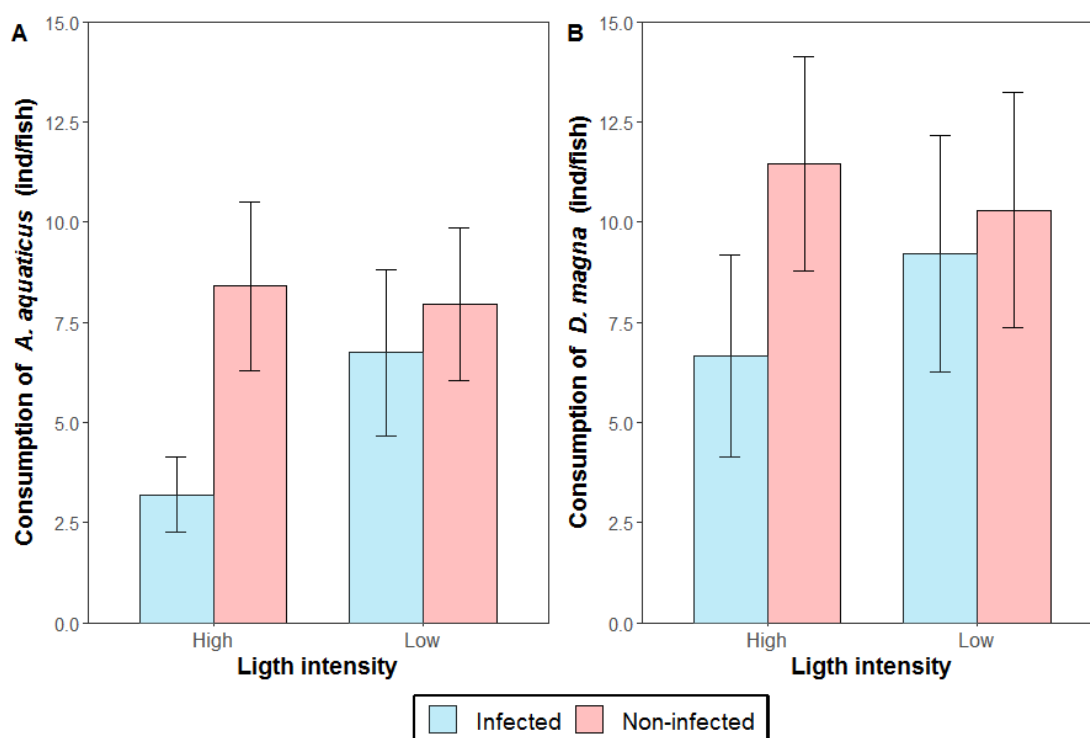 A
15.0
12.5
10.0
7.5
5.0
2.5
0.0
Consumption of A. aquaticus (ind/fish)
High Low
Ligth intensity
B
15.0
12.5
10.0
7.5
5.0
2.5
0.0
Consumption of D. magna (ind/fish)
High Low
Ligth intensity
Infected Non-infected